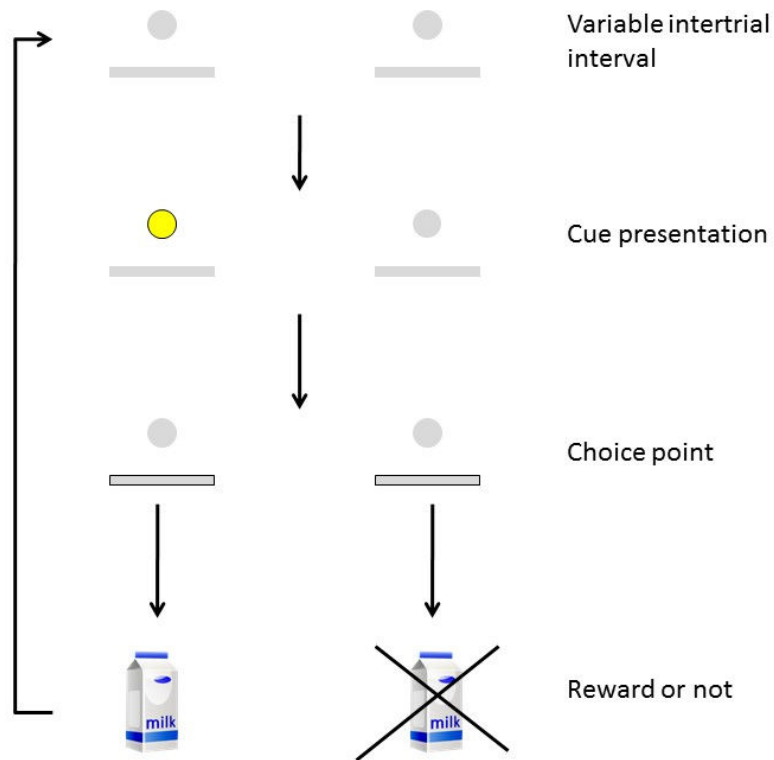 Variable intertrial
interval
Cue presentation
Choice point
milk
milk
Reward or not